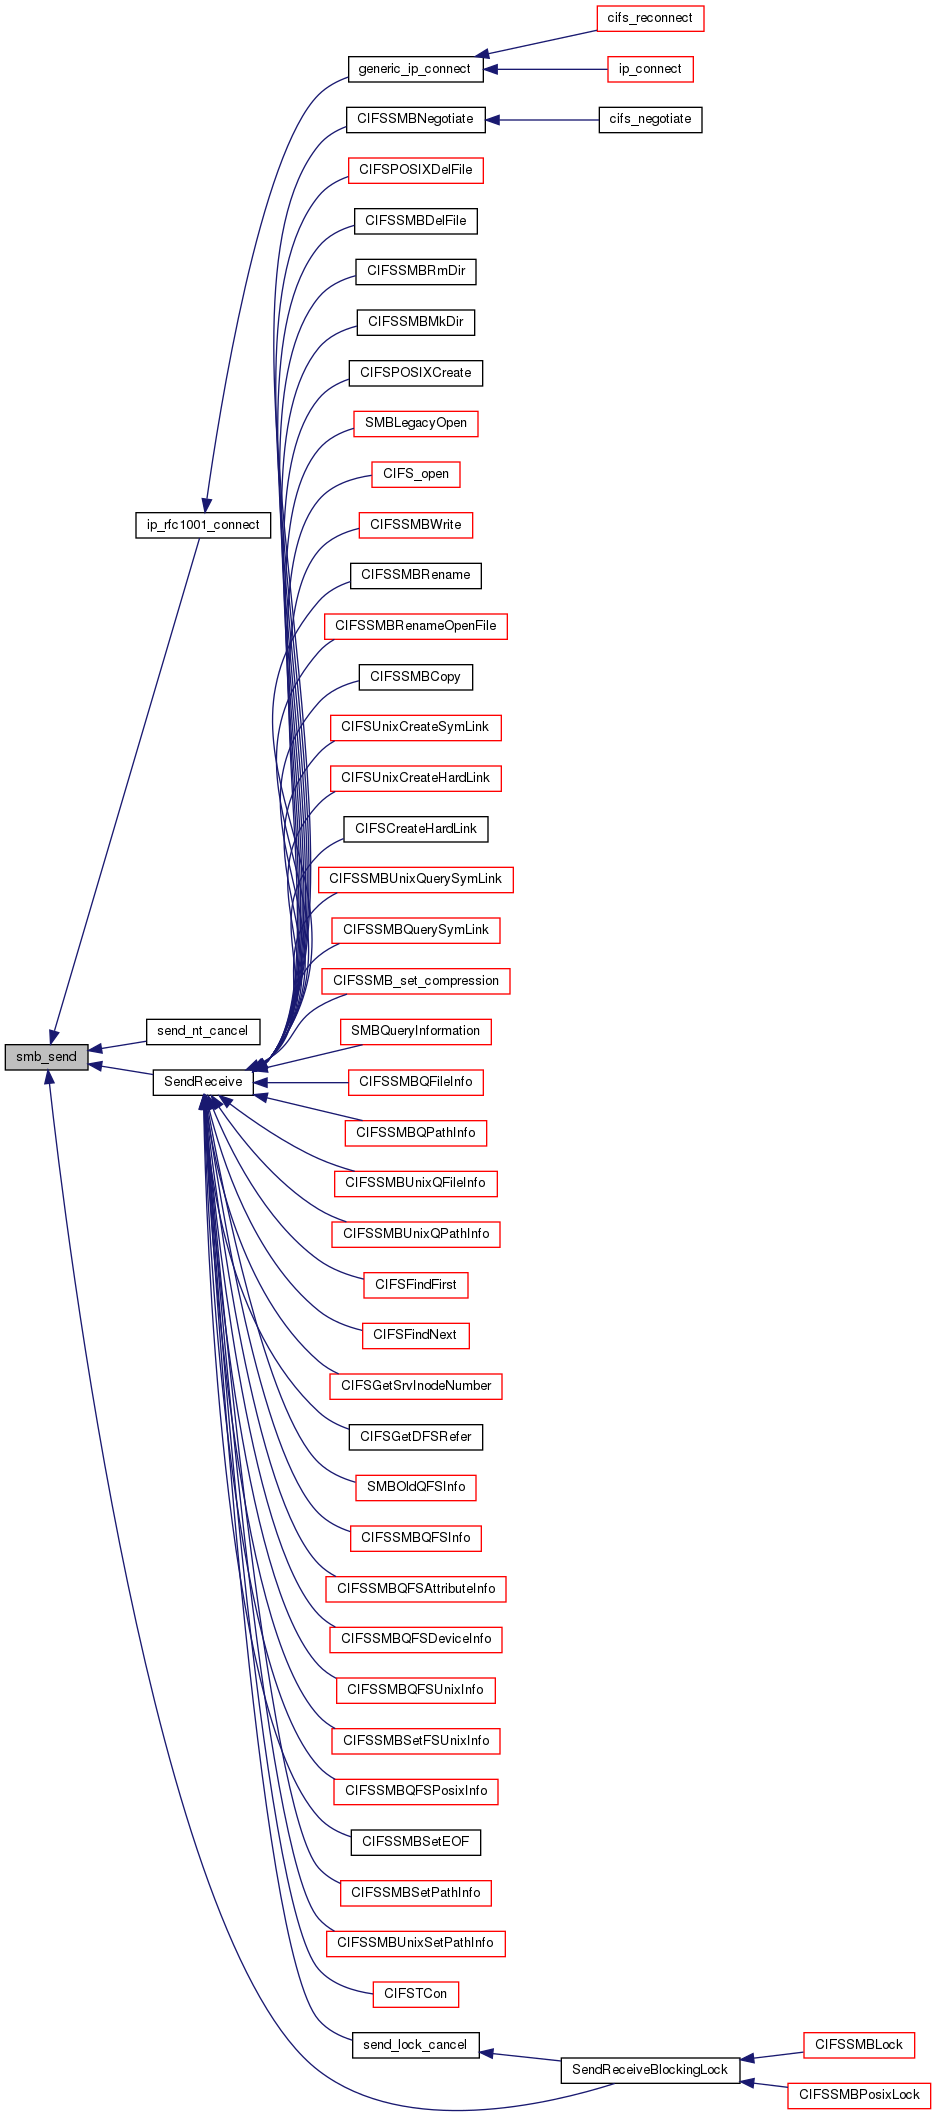 cifs_reconnect
generic_ip_connect
ip_connect
CIFSSMBNegotiate
cifs_negotiate
CIFSPOSIXDelFile
CIFSSMBDelFile
CIFSSMBRmDir
CIFSSMBMkDir
CIFSPOSIXCreate
SMBLegacyOpen
CIFS_open
ip_rfc1001_connect
CIFSSMBWrite
CIFSSMBRename
CIFSSMBRenameOpenFile
CIFSSMBCopy
CIFSUnixCreateSymLink
CIFSUnixCreateHardLink
CIFSCreateHardLink
CIFSSMBUnixQuerySymLink
CIFSSMBQuerySymLink
CIFSSMB_set_compression
send_nt_cancel
SMBQueryInformation
smb_send
SendReceive
CIFSSMBQFileInfo
CIFSSMBQPathInfo
CIFSSMBUnixQFileInfo
CIFSSMBUnixQPathInfo
CIFSFindFirst
CIFSFindNext
CIFSGetSrvInodeNumber
CIFSGetDFSRefer
SMBOldQFSInfo
CIFSSMBQFSInfo
CIFSSMBQFSAttributeInfo
CIFSSMBQFSDeviceInfo
CIFSSMBQFSUnixInfo
CIFSSMBSetFSUnixInfo
CIFSSMBQFSPosixInfo
CIFSSMBSetEOF
CIFSSMBSetPathInfo
CIFSSMBUnixSetPathInfo
CIFSTCon
send_lock_cancel
CIFSSMBLock
SendReceiveBlockingLock
CIFSSMBPosixLock